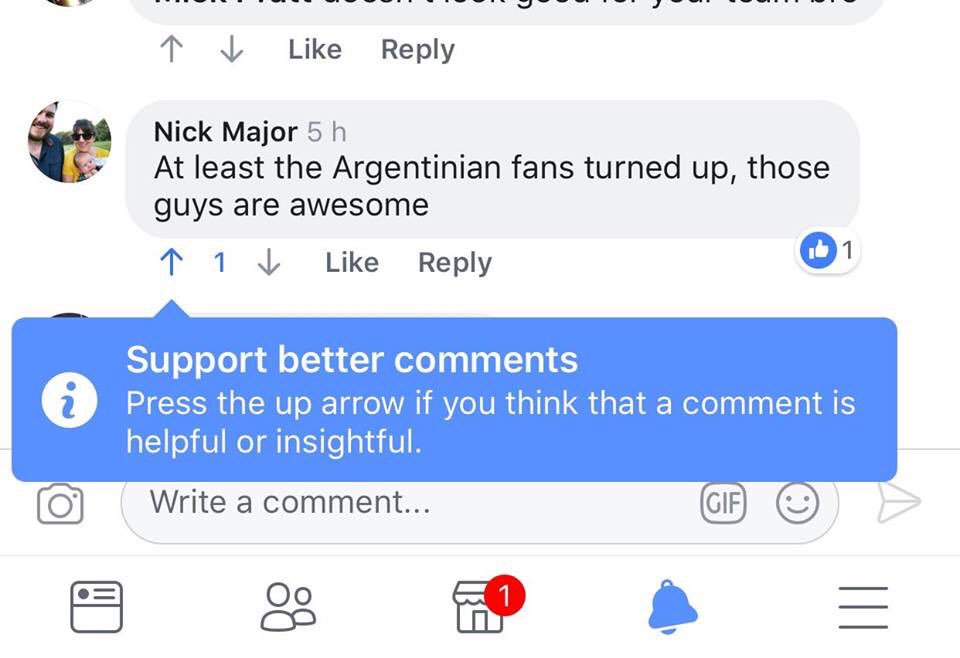 Like Reply
Nick Major 5 h
At least the Argentinian fans turned up, those
guys are awesome
1 Like Reply
1
Support better comments
Press the up arrow if you think that a comment is
helpful or insightful.
Write a comment...
GIF
1